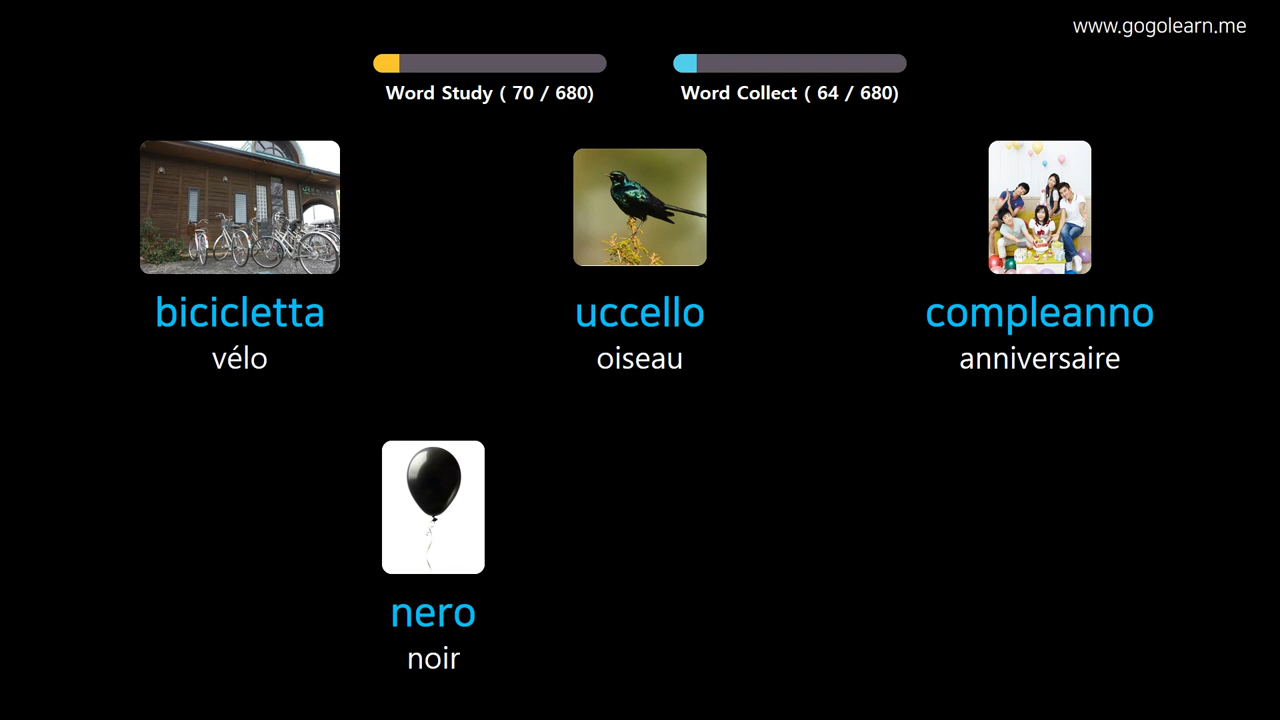 www.gogolearn.me
Word Study ( 70 / 680)
Word Collect ( 64 / 680)
bicicletta
vélo
uccello
oiseau
compleanno
anniversaire
nero
noir